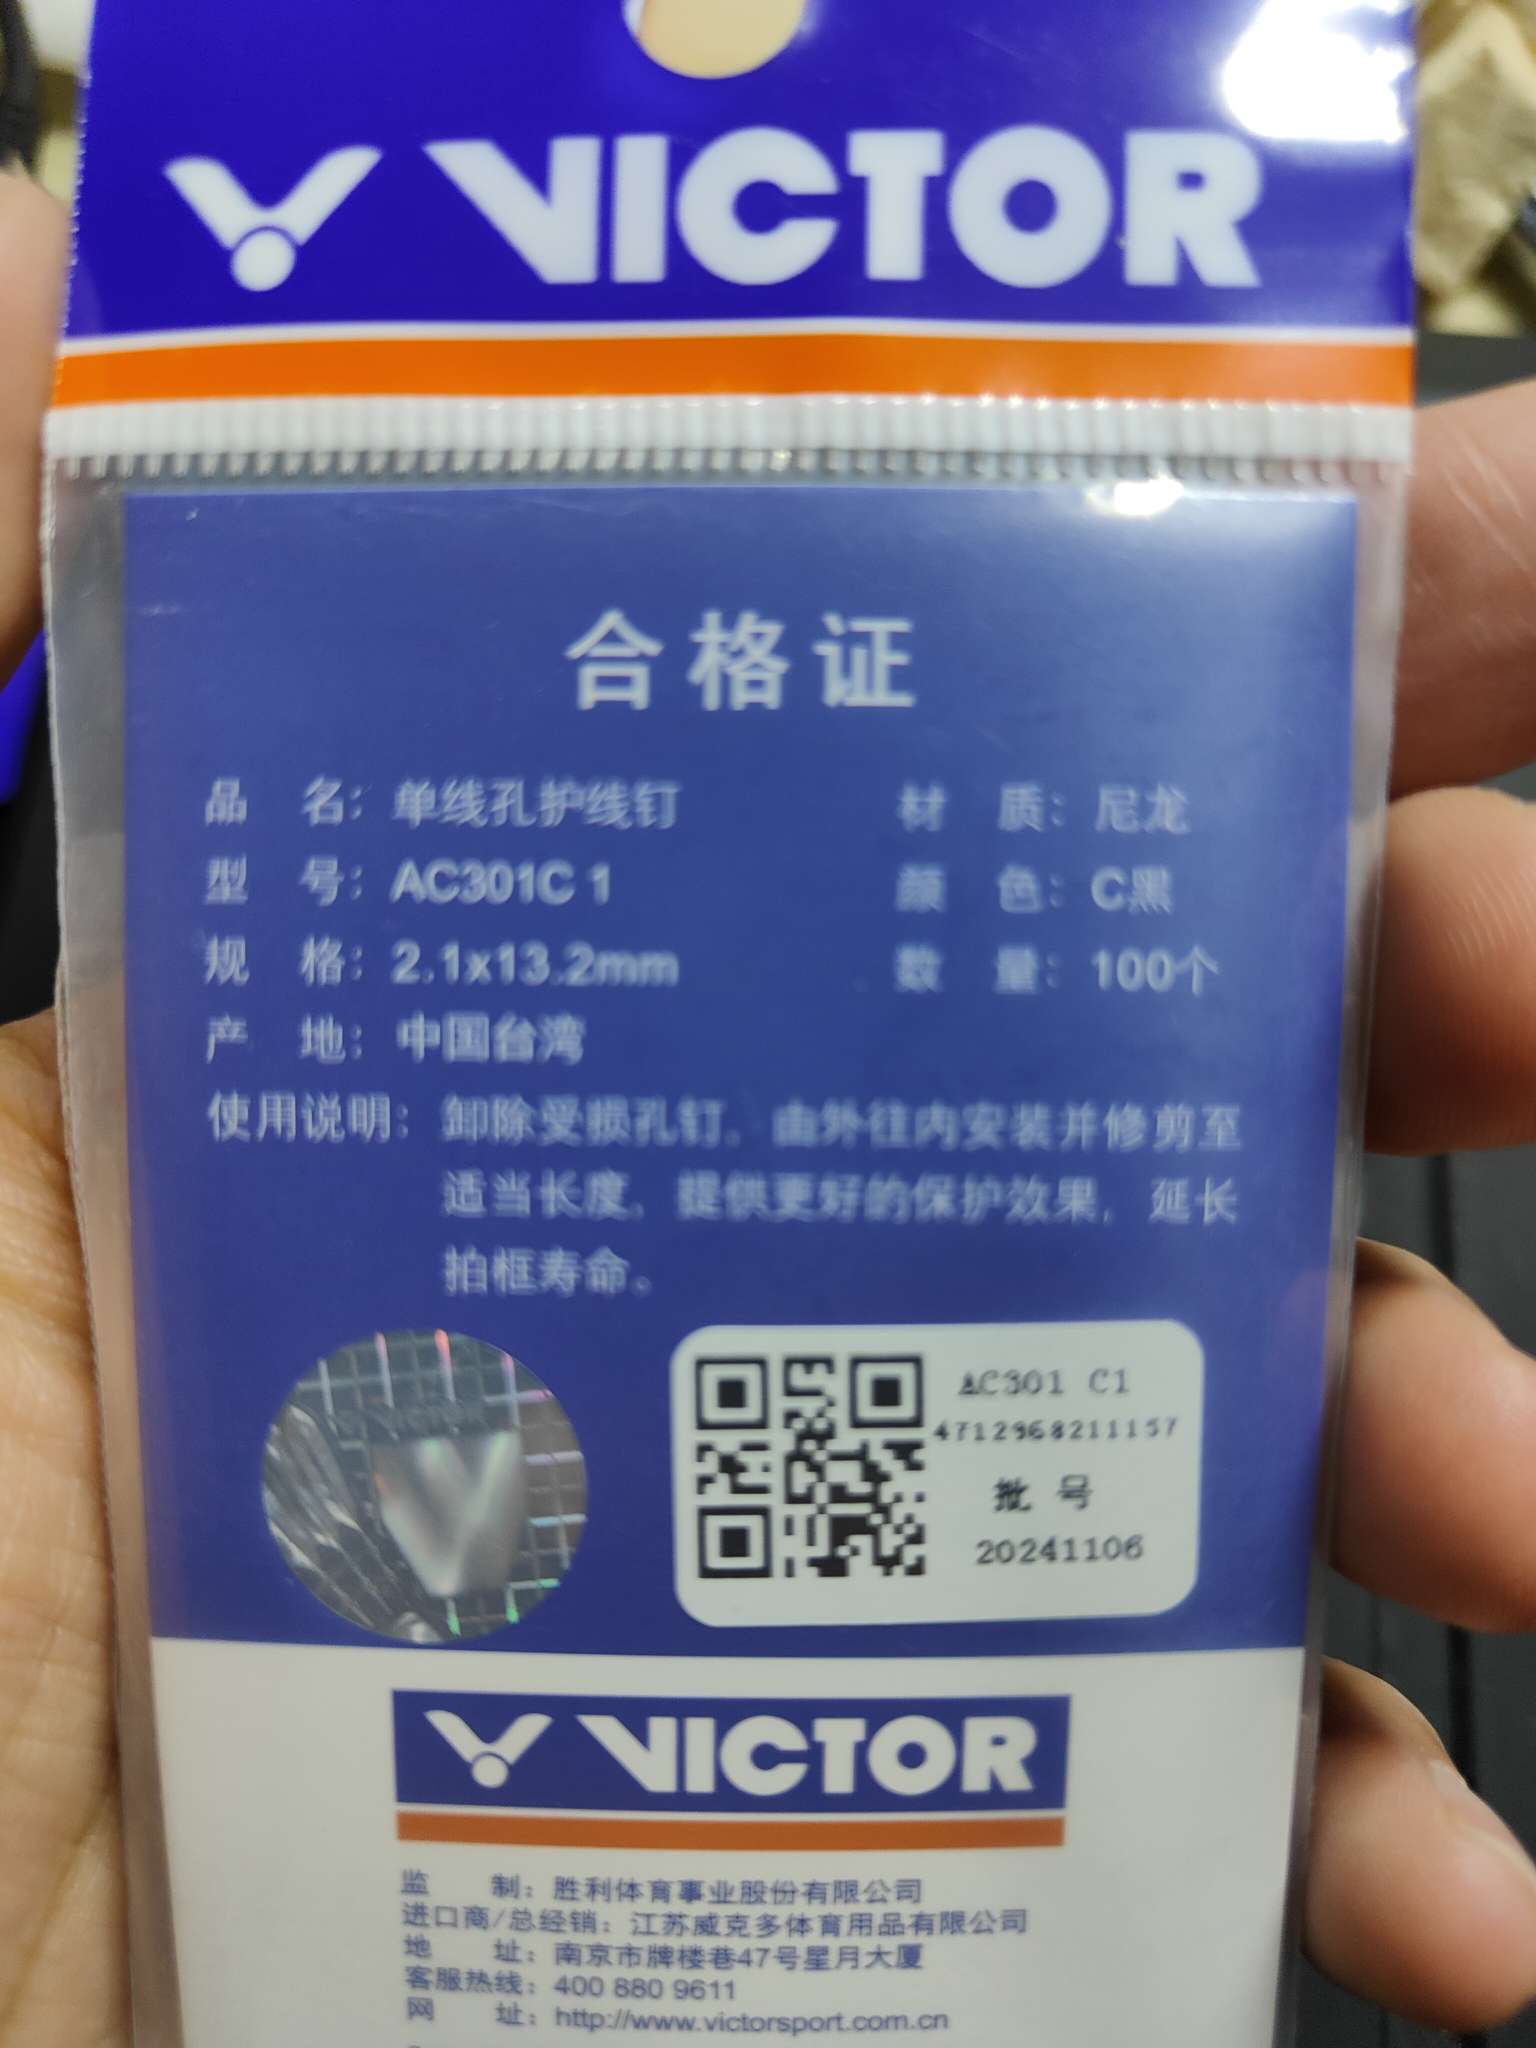 VICTOR
合格证
品 名：单线孔护线钉 材 质：尼龙
型 号：AC301C 1 颜 色：C黑
规 格：2.1x13.2mm 数 量：100个
产 地：中国台湾
使用说明：卸除受损孔钉，由外往内安装并修剪至
适当长度，提供更好的保护效果，延长
拍框寿命。
AC301 C1
4712968211157
批号
20241106
VICTOR
监 制：胜利体育事业股份有限公司
进口商/总经销：江苏威克多体育用品有限公司
地 址：南京市牌楼巷47号星月大厦
客服热线：400 880 9611
网 址：http://www.victorsport.com.cn